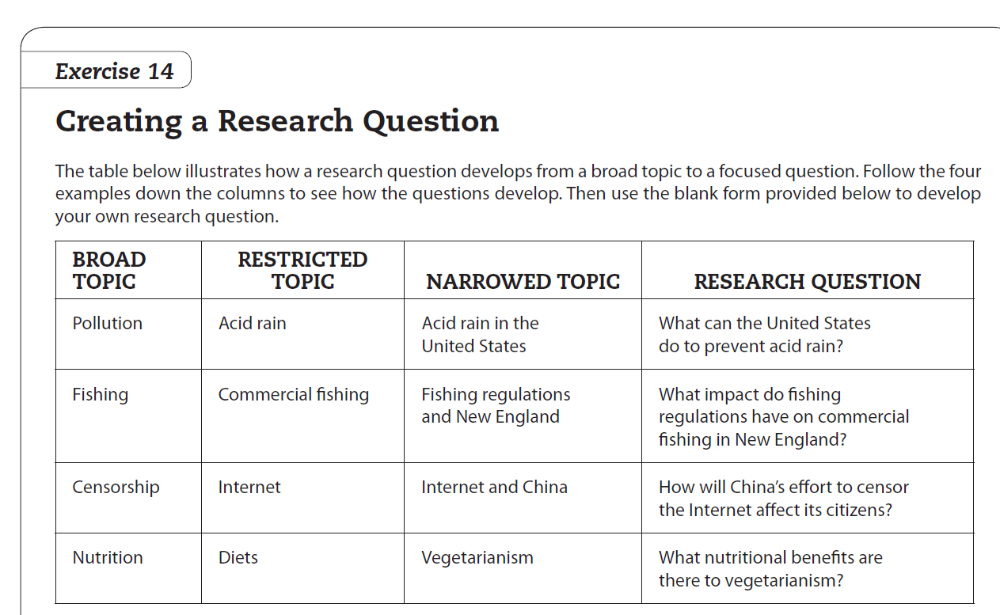 Exercise 14
Creating a Research Question
The table below illustrates how a research question develops from a broad topic to a focused question. Follow the four
examples down the columns to see how the questions develop. Then use the blank form provided below to develop
your own research question.
BROAD
TOPIC
RESTRICTED
TOPIC
NARROWED TOPIC
RESEARCH QUESTION
Pollution
Acid rain
Acid rain in the
United States
What can the United States
do to prevent acid rain?
Fishing
Commercial fishing
Fishing regulations
and New England
What impact do fishing
regulations have on commercial
fishing in New England?
Censorship
Internet
Internet and China
How will China’s effort to censor
the Internet affect its citizens?
Nutrition
Diets
Vegetarianism
What nutritional benefits are
there to vegetarianism?